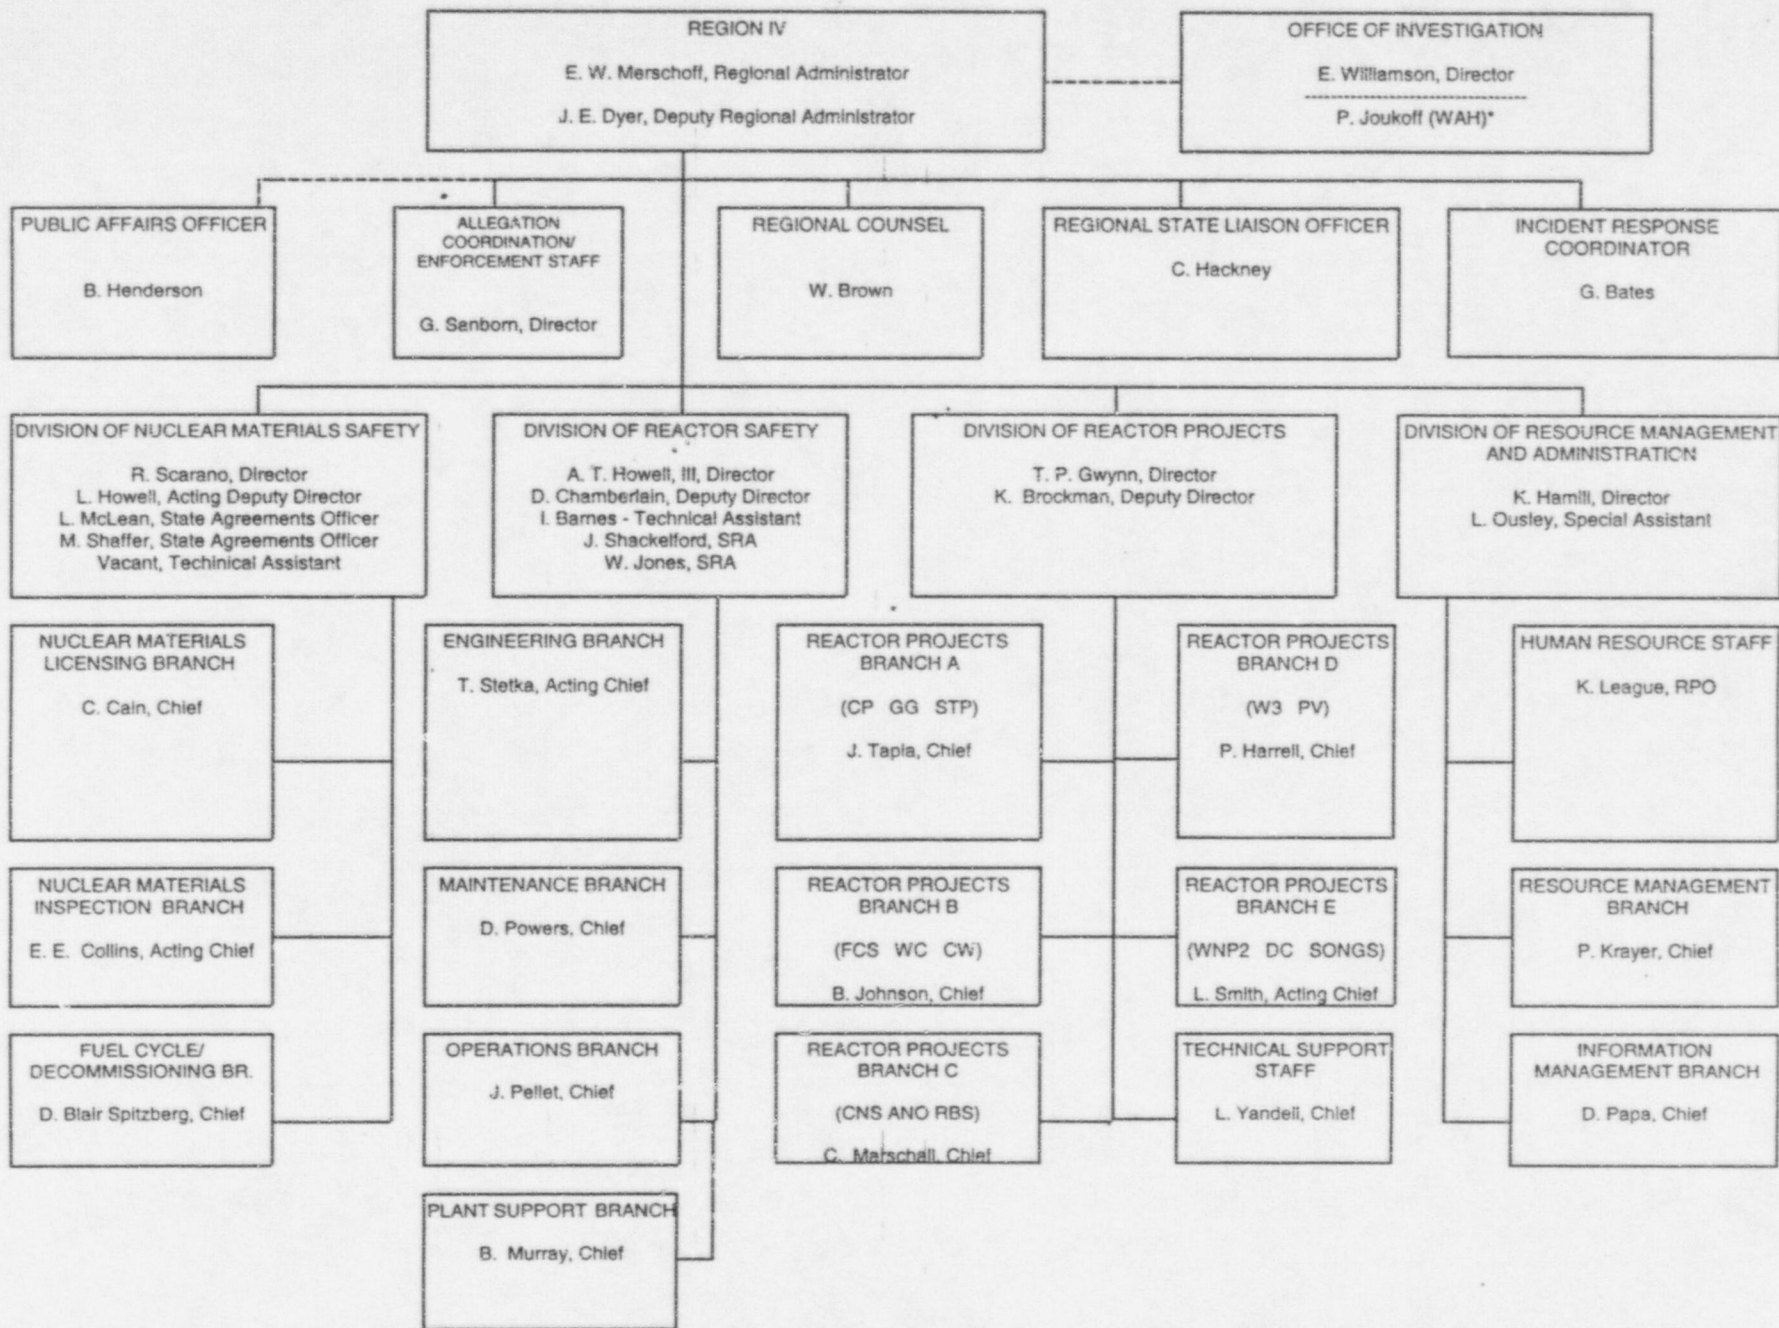 REGION IV
E. W. Merschoff, Regional Administrator
J. E. Dyer, Deputy Regional Administrator
OFFICE OF INVESTIGATION
E. Williamson, Director
P. Joukoff (WAH)*
PUBLIC AFFAIRS OFFICER
B. Henderson
ALLEGATION
COORDINATION/
ENFORCEMENT STAFF
G. Sanborn, Director
REGIONAL COUNSEL
W. Brown
REGIONAL STATE LIAISON OFFICER
C. Hackney
INCIDENT RESPONSE
COORDINATOR
G. Bates
DIVISION OF NUCLEAR MATERIALS SAFETY
R. Scarano, Director
L. Howell, Acting Deputy Director
L. McLean, State Agreements Officer
M. Shaffer, State Agreements Officer
Vacant, Techinical Assistant
DIVISION OF REACTOR SAFETY
A. T. Howell, III, Director
D. Chamberlain, Deputy Director
I. Barnes - Technical Assistant
J. Shackelford, SRA
W. Jones, SRA
DIVISION OF REACTOR PROJECTS
T. P. Gwynn, Director
K. Brockman, Deputy Director
DIVISION OF RESOURCE MANAGEMENT
AND ADMINISTRATION
K. Hamill, Director
L. Ousley, Special Assistant
NUCLEAR MATERIALS
LICENSING BRANCH
C. Cain, Chief
ENGINEERING BRANCH
T. Stetka, Acting Chief
REACTOR PROJECTS
BRANCH A
(CP GG STP)
J. Tapia, Chief
REACTOR PROJECTS
BRANCH D
(W3 PV)
P. Harrell, Chief
HUMAN RESOURCE STAFF
K. League, RPO
NUCLEAR MATERIALS
INSPECTION BRANCH
E. E. Collins, Acting Chief
MAINTENANCE BRANCH
D. Powers, Chief
REACTOR PROJECTS
BRANCH B
(FCS WC CW)
B. Johnson, Chief
REACTOR PROJECTS
BRANCH E
(WNP2 DC SONGS)
L. Smith, Acting Chief
RESOURCE MANAGEMENT
BRANCH
P. Krayer, Chief
FUEL CYCLE/
DECOMMISSIONING BR.
D. Blair Spitzberg, Chief
OPERATIONS BRANCH
J. Pellet, Chief
REACTOR PROJECTS
BRANCH C
(CNS ANO RBS)
C. Marschall, Chief
TECHNICAL SUPPORT
STAFF
L. Yandell, Chief
INFORMATION
MANAGEMENT BRANCH
D. Papa, Chief
PLANT SUPPORT BRANCH
B. Murray, Chief